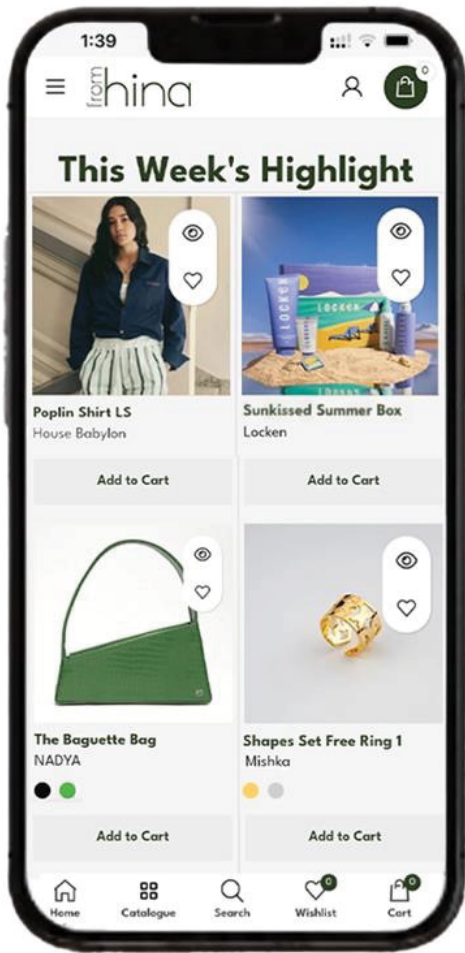 1:39
from
hina
0
This Week's Highlight
LOCKEN
LOCKEN
Poplin Shirt LS
House Babylon
Sunkissed Summer Box
Locken
Add to Cart
Add to Cart
The Baguette Bag
NADYA
Shapes Set Free Ring 1
Mishka
Add to Cart
Add to Cart
0
0
Home
Catalogue
Search
Wishlist
Cart